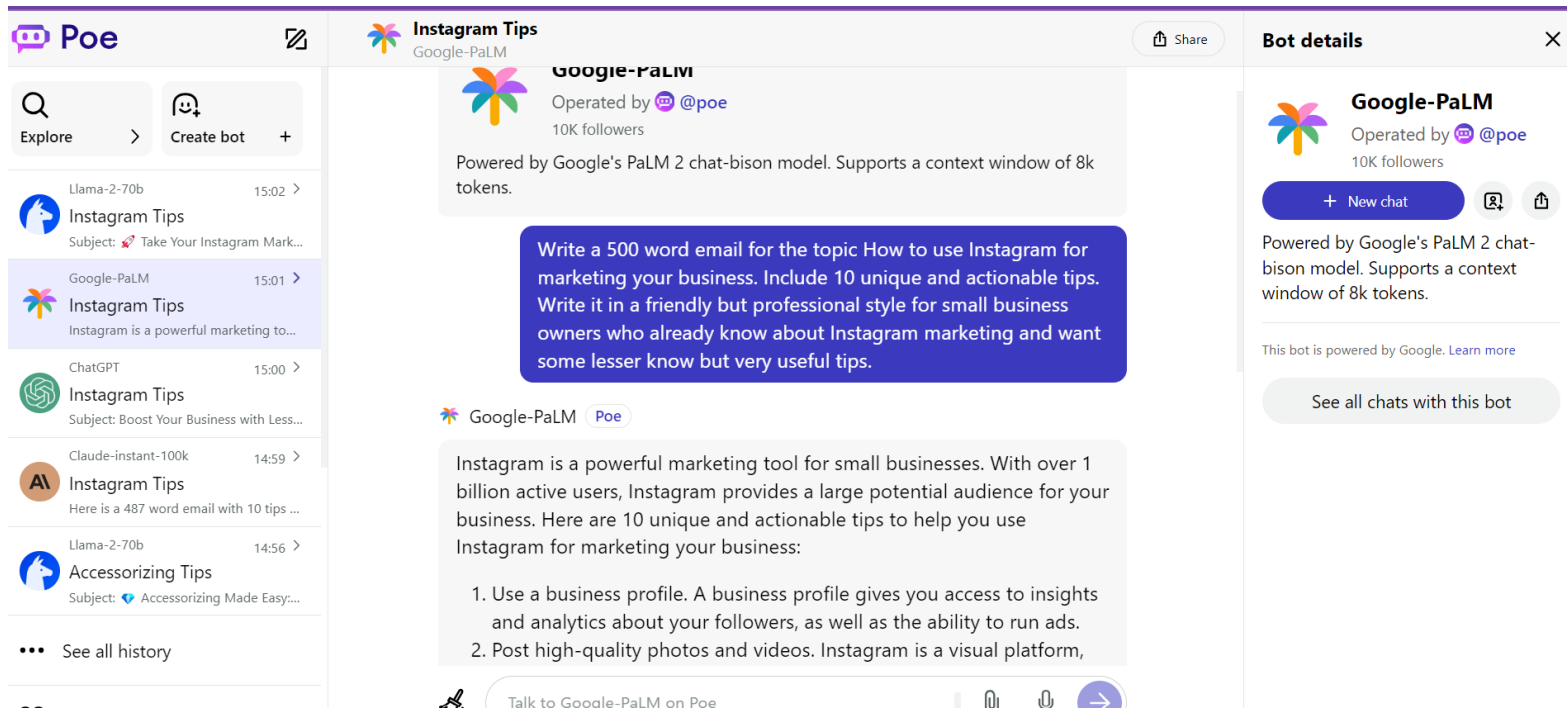 Poe
Explore
Create bot
Llama-2-70b
15:02
Instagram Tips
Subject: 🚀 Take Your Instagram Mark...
Google-PaLM
15:01
Instagram Tips
Instagram is a powerful marketing to...
ChatGPT
15:00
Instagram Tips
Subject: Boost Your Business with Less...
Claude-instant-100k
14:59
Instagram Tips
Here is a 487 word email with 10 tips ...
Llama-2-70b
14:56
Accessorizing Tips
Subject: 💎 Accessorizing Made Easy:...
See all history
Instagram Tips
Google-PaLM
Share
Google-PaLM
Operated by @poe
10K followers
Powered by Google's PaLM 2 chat-bison model. Supports a context window of 8k
tokens.
Write a 500 word email for the topic How to use Instagram for
marketing your business. Include 10 unique and actionable tips.
Write it in a friendly but professional style for small business
owners who already know about Instagram marketing and want
some lesser know but very useful tips.
Google-PaLM Poe
Instagram is a powerful marketing tool for small businesses. With over 1
billion active users, Instagram provides a large potential audience for your
business. Here are 10 unique and actionable tips to help you use
Instagram for marketing your business:
1. Use a business profile. A business profile gives you access to insights
and analytics about your followers, as well as the ability to run ads.
2. Post high-quality photos and videos. Instagram is a visual platform,
Talk to Google-PaLM on Poe
Bot details
Google-PaLM
Operated by @poe
10K followers
+ New chat
Powered by Google's PaLM 2 chat-
bison model. Supports a context
window of 8k tokens.
This bot is powered by Google. Learn more
See all chats with this bot